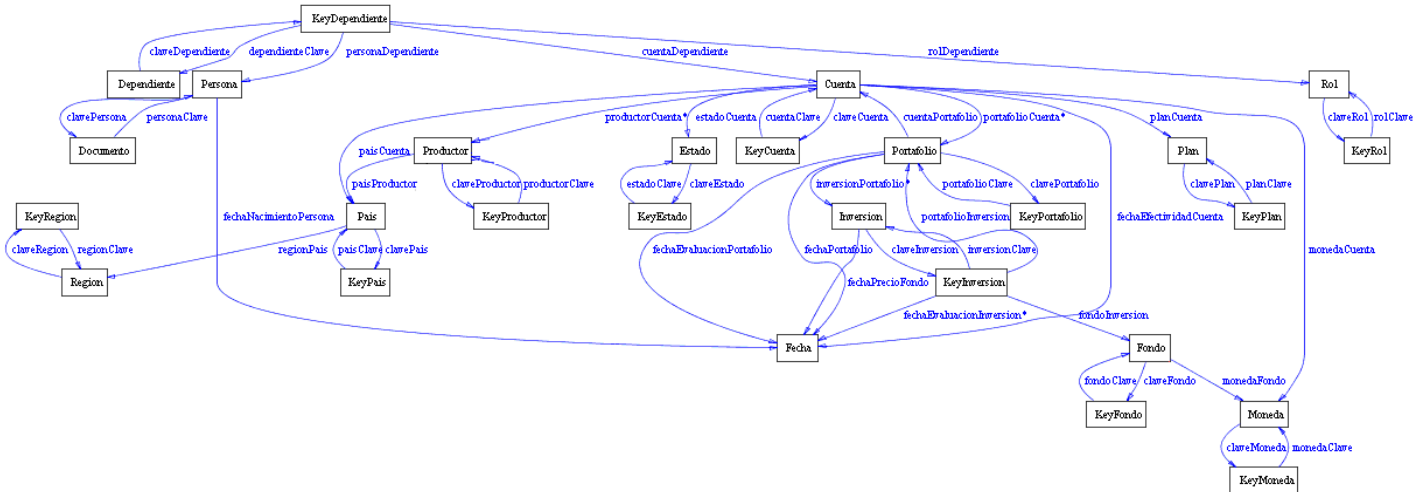 KeyDependiente
claveDependiente
dependienteClave
personaDependiente
cuentaDependiente
rolDependiente
Dependiente
Persona
Cuenta
Rol
clavePersona
personaClave
productorCuenta*
estadoCuenta
cuentaClave
claveCuenta
cuentaPortafolio
portafolioCuenta*
planCuenta
claveRol
rolClave
Documento
paisCuenta
Productor
Estado
KeyCuenta
Portafolio
Plan
KeyRol
paisProductor
claveProductor
productorClave
estadoClave
claveEstado
inversionPortafolio*
portafolioClave
clavePortafolio
clavePlan
planClave
KeyRegion
fechaNacimientoPersona
Pais
KeyProductor
KeyEstado
Inversion
portafolioInversion
KeyPortafolio
fechaEfectividadCuenta
KeyPlan
claveRegion
regionClave
regionPais
paisClave
clavePais
fechaEvaluacionPortafolio
fechaPortafolio
claveInversion
inversionClave
monedaCuenta
Region
KeyPais
fechaPrecioFondo
KeyInversion
fechaEvaluacionInversion*
fondoInversion
Fecha
Fondo
fondoClave
claveFondo
monedaFondo
KeyFondo
Moneda
claveMoneda
monedaClave
KeyMoneda